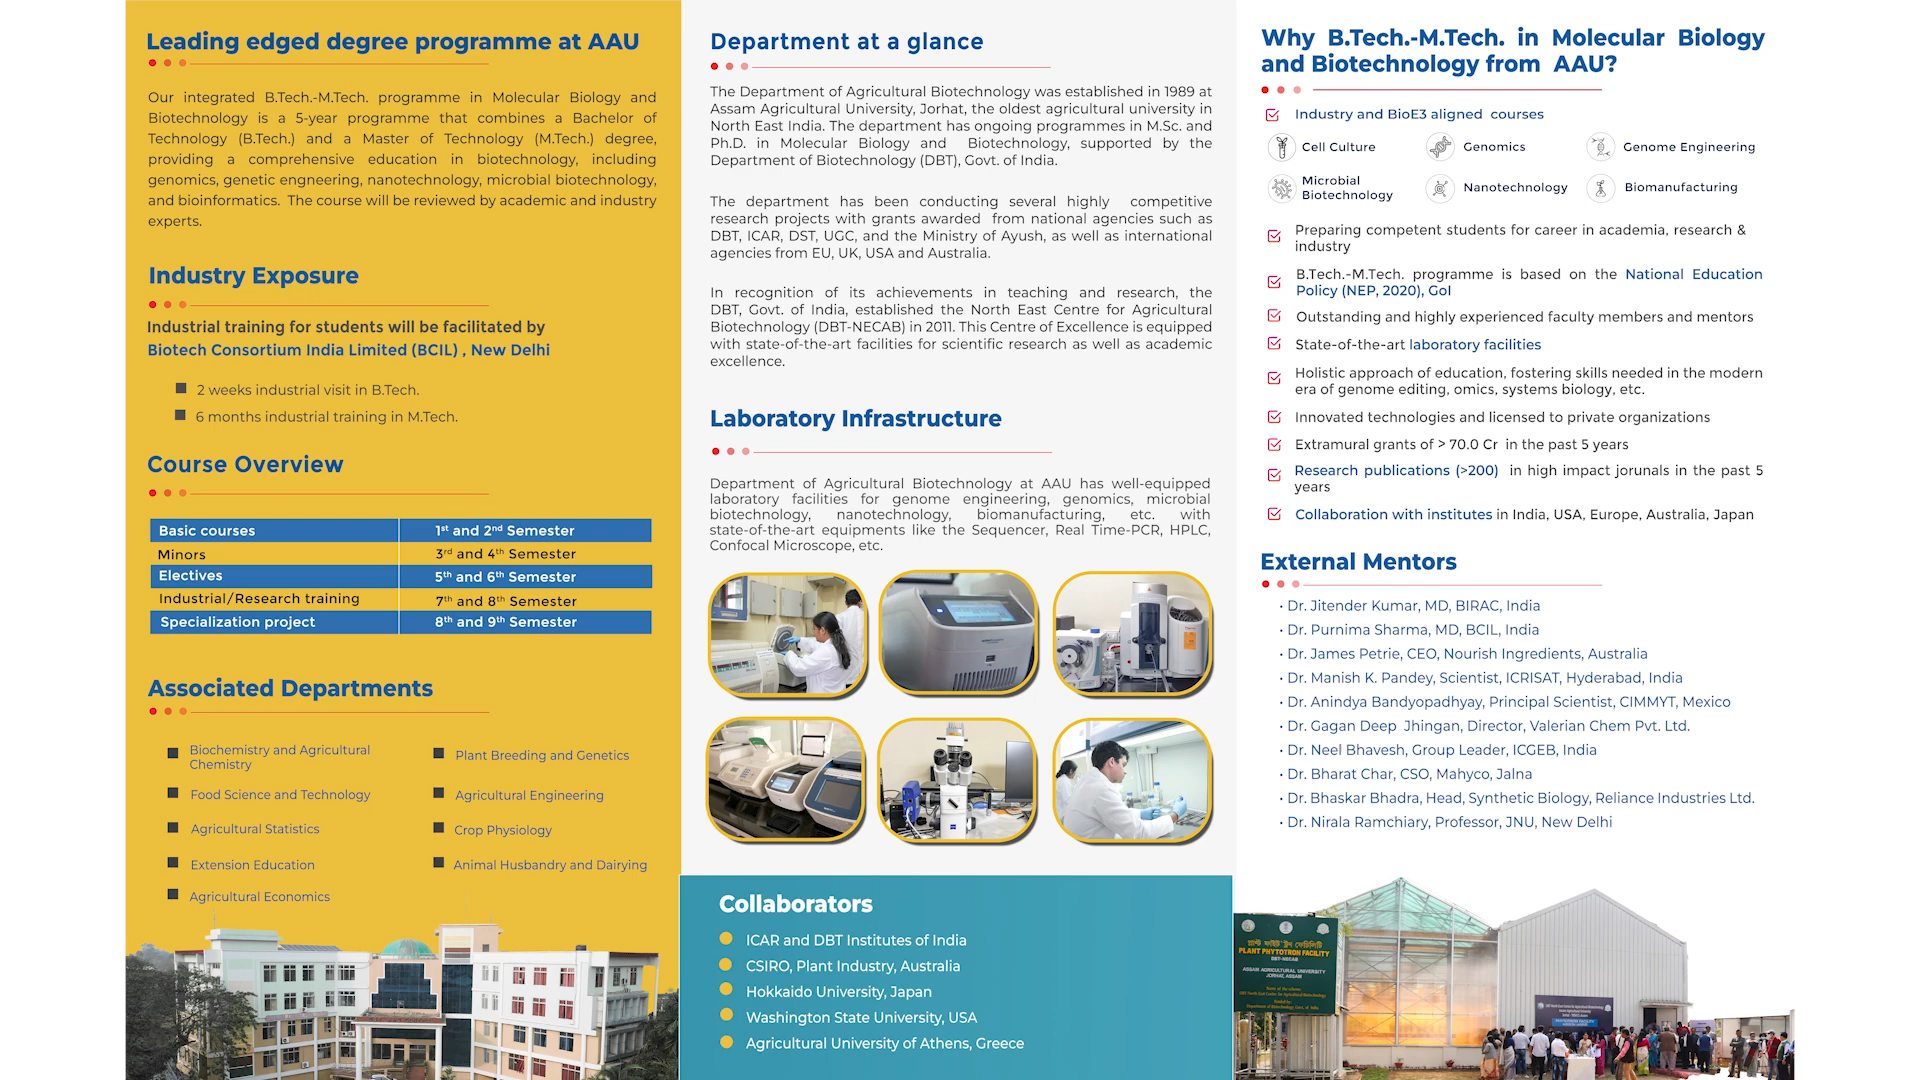 Leading edged degree programme at AAU
Our integrated B.Tech.-M.Tech. programme in Molecular Biology and
Biotechnology is a 5-year programme that combines a Bachelor of
Technology (B.Tech.) and a Master of Technology (M.Tech.) degree,
providing a comprehensive education in biotechnology, including
genomics, genetic engneering, nanotechnology, microbial biotechnology,
and bioinformatics. The course will be reviewed by academic and industry
experts.
Industry Exposure
Industrial training for students will be facilitated by
Biotech Consortium India Limited (BCIL) , New Delhi
2 weeks industrial visit in B.Tech.
6 months industrial training in M.Tech.
Course Overview
Basic courses 1st and 2nd Semester
Minors 3rd and 4th Semester
Electives 5th and 6th Semester
Industrial/Research training 7th and 8th Semester
Specialization project 8th and 9th Semester
Associated Departments
Biochemistry and Agricultural
Chemistry
Food Science and Technology
Agricultural Statistics
Extension Education
Agricultural Economics
Plant Breeding and Genetics
Agricultural Engineering
Crop Physiology
Animal Husbandry and Dairying
Department at a glance
The Department of Agricultural Biotechnology was established in 1989 at
Assam Agricultural University, Jorhat, the oldest agricultural university in
North East India. The department has ongoing programmes in M.Sc. and
Ph.D. in Molecular Biology and Biotechnology, supported by the
Department of Biotechnology (DBT), Govt. of India.
The department has been conducting several highly competitive
research projects with grants awarded from national agencies such as
DBT, ICAR, DST, UGC, and the Ministry of Ayush, as well as international
agencies from EU, UK, USA and Australia.
In recognition of its achievements in teaching and research, the
DBT, Govt. of India, established the North East Centre for Agricultural
Biotechnology (DBT-NECAB) in 2011. This Centre of Excellence is equipped
with state-of-the-art facilities for scientific research as well as academic
excellence.
Laboratory Infrastructure
Department of Agricultural Biotechnology at AAU has well-equipped
laboratory facilities for genome engineering, genomics, microbial
biotechnology, nanotechnology, biomanufacturing, etc. with
state-of-the-art equipments like the Sequencer, Real Time-PCR, HPLC,
Confocal Microscope, etc.
Collaborators
ICAR and DBT Institutes of India
CSIRO, Plant Industry, Australia
Hokkaido University, Japan
Washington State University, USA
Agricultural University of Athens, Greece
Why B.Tech.-M.Tech. in Molecular Biology
and Biotechnology from AAU?
Industry and BioE3 aligned courses
Cell Culture
Genomics
Genome Engineering
Microbial
Biotechnology
Nanotechnology
Biomanufacturing
Preparing competent students for career in academia, research &
industry
B.Tech.-M.Tech. programme is based on the National Education
Policy (NEP, 2020), GoI
Outstanding and highly experienced faculty members and mentors
State-of-the-art laboratory facilities
Holistic approach of education, fostering skills needed in the modern
era of genome editing, omics, systems biology, etc.
Innovated technologies and licensed to private organizations
Extramural grants of > 70.0 Cr in the past 5 years
Research publications (>200) in high impact jorunals in the past 5
years
Collaboration with institutes in India, USA, Europe, Australia, Japan
External Mentors
• Dr. Jitender Kumar, MD, BIRAC, India
• Dr. Purnima Sharma, MD, BCIL, India
• Dr. James Petrie, CEO, Nourish Ingredients, Australia
• Dr. Manish K. Pandey, Scientist, ICRISAT, Hyderabad, India
• Dr. Anindya Bandyopadhyay, Principal Scientist, CIMMYT, Mexico
• Dr. Gagan Deep Jhingan, Director, Valerian Chem Pvt. Ltd.
• Dr. Neel Bhavesh, Group Leader, ICGEB, India
• Dr. Bharat Char, CSO, Mahyco, Jalna
• Dr. Bhaskar Bhadra, Head, Synthetic Biology, Reliance Industries Ltd.
• Dr. Nirala Ramchiary, Professor, JNU, New Delhi
PLANT PHYTOTRON FACILITY
DBT-NECAB
ASSAM AGRICULTURAL UNIVERSITY
JORHAT, ASSAM